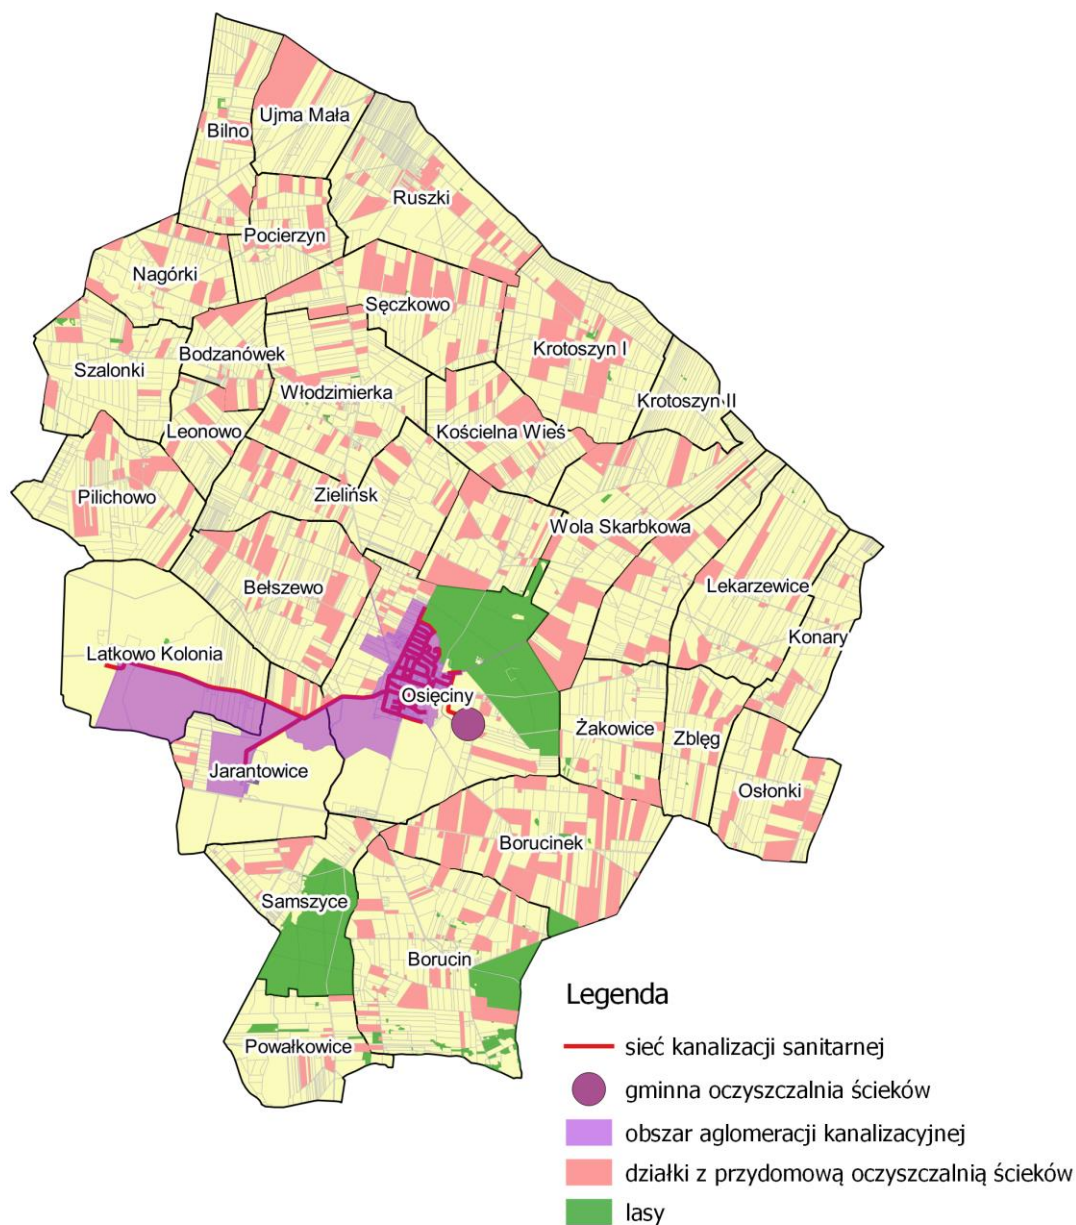 Ujma Mała
Bilno
Ruszki
Pocierzyn
Nagórki
Sęczkowo
Krotoszyn I
Bodzanówek
Szalonki
Włodzimierka
Krotoszyn II
Leonowo
Kościelna Wieś
Pilichowo
Zielińsk
Wola Skarbkowa
Bełszewo
Lekarzewice
Konary
Latkowo Kolonia
Osięciny
Żakowice
Zblęg
Jarantowice
Osłonki
Borucinek
Samszyce
Borucin
Powałkowice
Legenda
sieć kanalizacji sanitarnej
gminna oczyszczalnia ścieków
obszar aglomeracji kanalizacyjnej
działki z przydomową oczyszczalnią ścieków
lasy